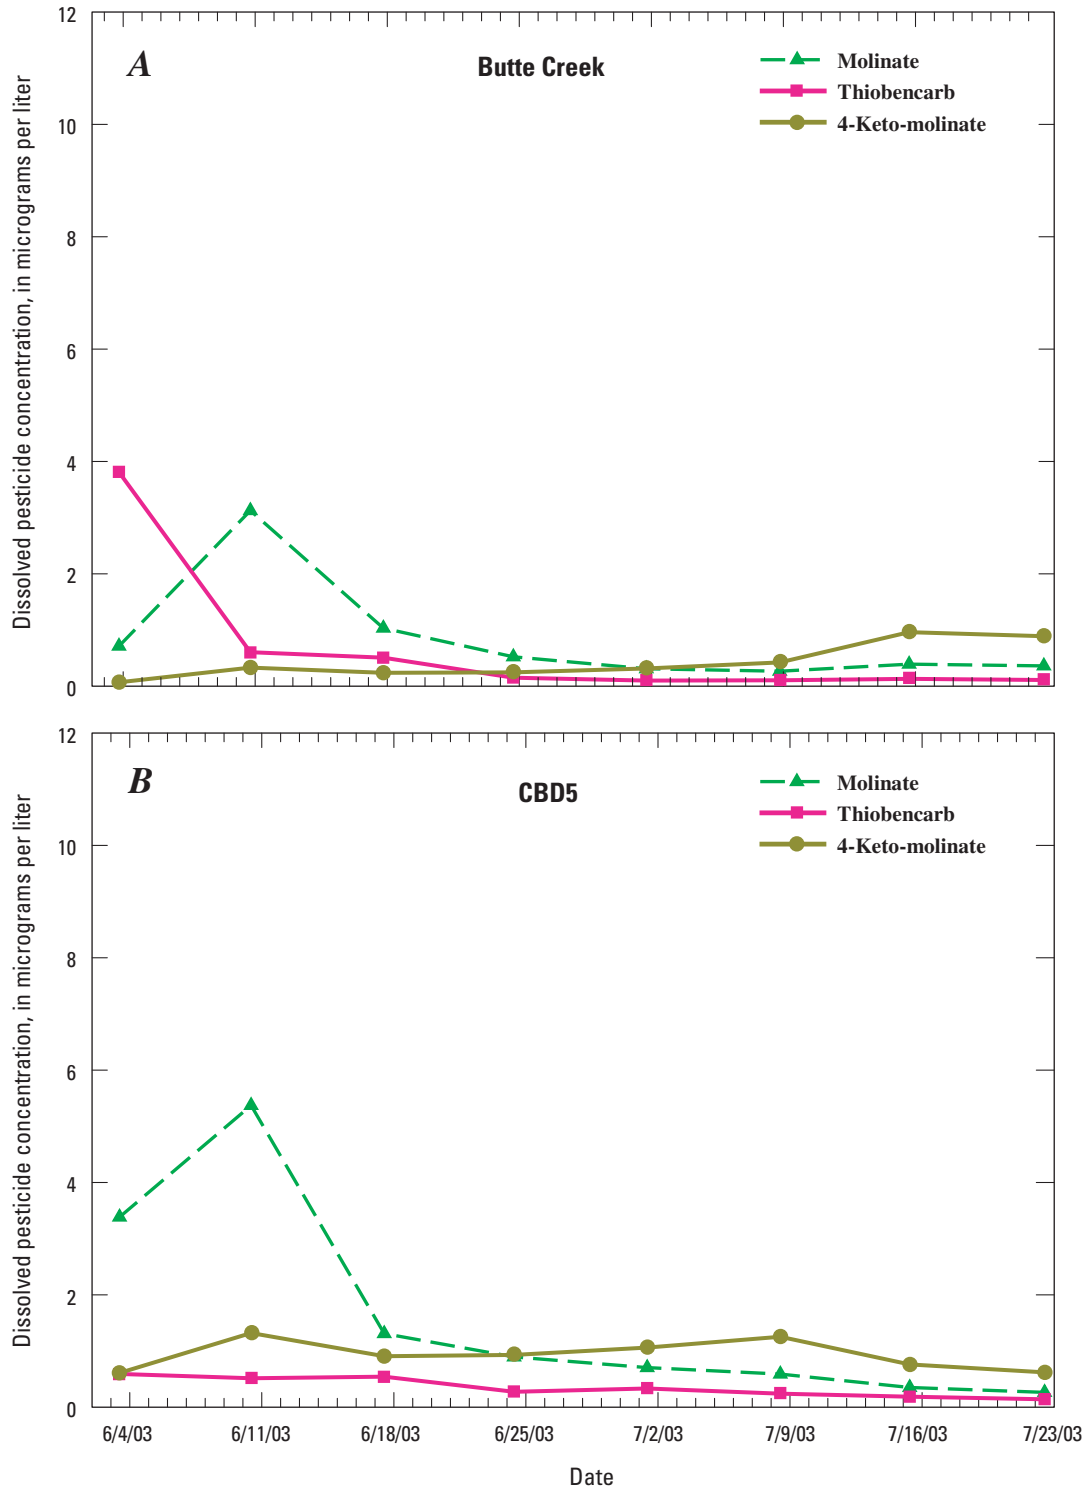 12
10
8
6
4
2
0
Dissolved pesticide concentration, in micrograms per liter
A
Butte Creek
Molinate
Thiobencarb
4-Keto-molinate
12
10
8
6
4
2
0
Dissolved pesticide concentration, in micrograms per liter
B
CBD5
Molinate
Thiobencarb
4-Keto-molinate
6/4/03 6/11/03 6/18/03 6/25/03 7/2/03 7/9/03 7/16/03 7/23/03
Date